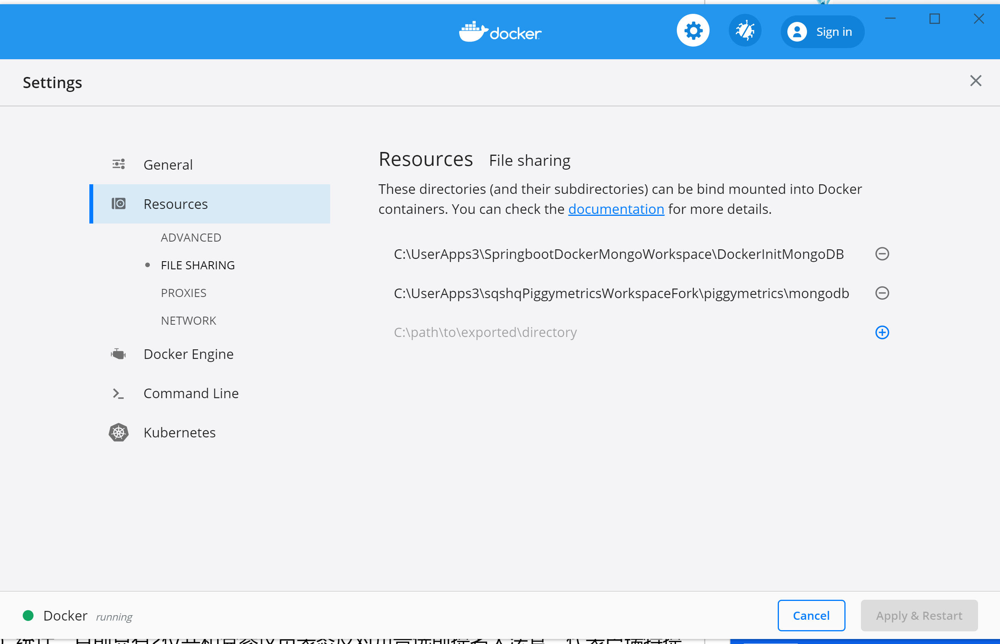 docker
Sign in
Settings
General
Resources
ADVANCED
FILE SHARING
PROXIES
NETWORK
Docker Engine
Command Line
Kubernetes
Resources File sharing
These directories (and their subdirectories) can be bind mounted into Docker
containers. You can check the documentation for more details.
C:\UserApps3\SpringbootDockerMongoWorkspace\DockerInitMongoDB
C:\UserApps3\sqshqPiggymetricsWorkspaceFork\piggymetrics\mongodb
C:\path\to\exported\directory
Docker running
Cancel
Apply & Restart